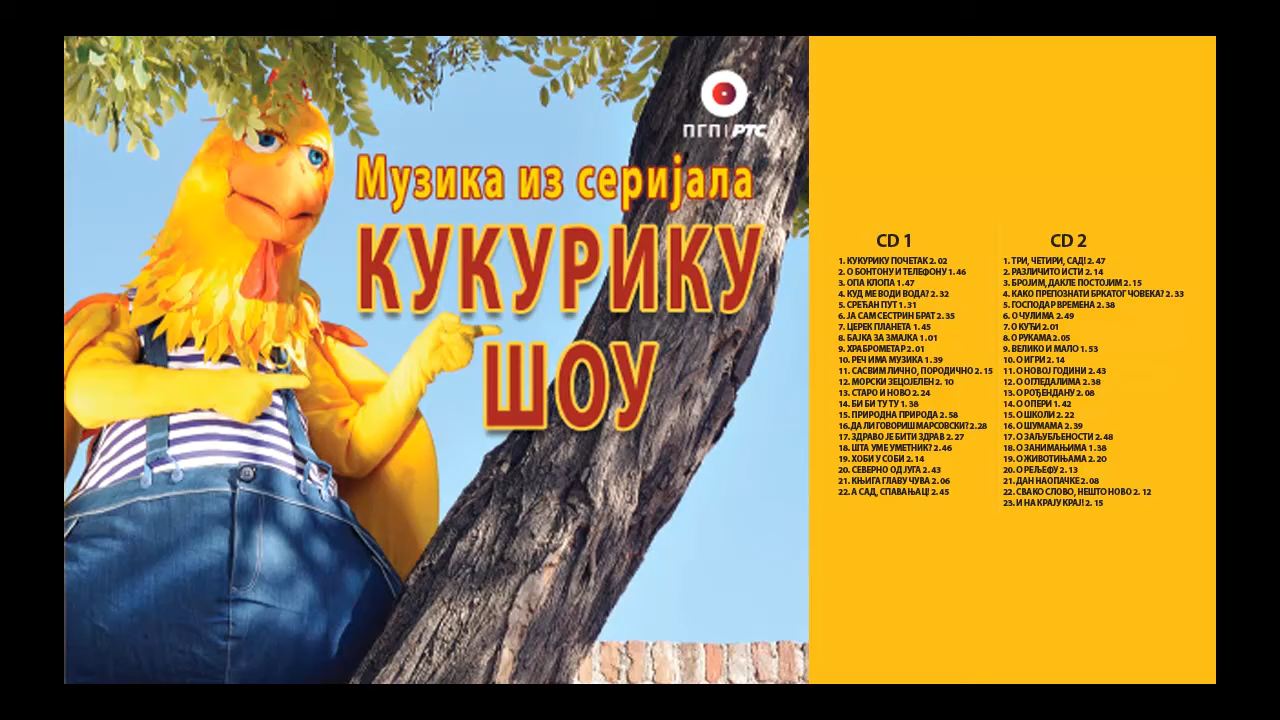 ПГП|РТС
Музика из серијала
КУКУРИКУ
ШОУ
CD 1
1. КУКУРИКУ ПОЧЕТАК 2. 02
2. О БОНТОНУ И ТЕЛЕФОНУ 1. 46
3. ОПА КЛОПА 1. 47
4. КУД МЕ ВОДИ ВОДА? 2. 32
5. СРЕЋАН ПУТ 1. 31
6. ЈА САМ СЕСТРИН БРАТ 2. 35
7. ЦЕРЕК ПЛАНЕТА 1. 45
8. БАЈКА ЗА ЗМАЈКА 1. 01
9. ХРАБРОМЕТАР 2. 01
10. РЕЧ ИМА МУЗИКА 1. 39
11. САСВИМ ЛИЧНО, ПОРОДИЧНО 2. 15
12. МОРСКИ ЗЕЦОЈЕЛЕН 2. 10
13. СТАРО И НОВО 2. 24
14. БИ БИ ТУ ТУ 1. 38
15. ПРИРОДНА ПРИРОДА 2. 58
16. ДА ЛИ ГОВОРИШ МАРСОВСКИ? 2. 28
17. ЗДРАВО ЈЕ БИТИ ЗДРАВ 2. 27
18. ШТА УМЕ УМЕТНИК? 2. 46
19. ХОБИ У СОБИ 2. 14
20. СЕВЕРНО ОД ЈУГА 2. 43
21. КЊИГА ГЛАВУ ЧУВА 2. 06
22. А САД, СПАВАЊАЦ! 2. 45
CD 2
1. ТРИ, ЧЕТИРИ, САД! 2. 47
2. РАЗЛИЧИТО ИСТИ 2. 14
3. БРОЈИМ, ДАКЛЕ ПОСТОЈИМ 2. 15
4. КАКО ПРЕПОЗНАТИ БРКАТОГ ЧОВЕКА? 2. 33
5. ГОСПОДАР ВРЕМЕНА 2. 38
6. О ЧУЛИМА 2. 49
7. О КУЋИ 2. 01
8. О РУКАМА 2. 05
9. ВЕЛИКО И МАЛО 1. 53
10. О ИГРИ 2. 14
11. О НОВОЈ ГОДИНИ 2. 43
12. О ОГЛЕДАЛИМА 2. 38
13. О РОЂЕНДАНУ 2. 08
14. О ОПЕРИ 1. 42
15. О ШКОЛИ 2. 22
16. О ШУМАМА 2. 39
17. О ЗАЉУБЉЕНОСТИ 2. 48
18. О ЗАНИМАЊИМА 1. 38
19. О ЖИВОТИЊАМА 2. 20
20. О РЕЉЕФУ 2. 13
21. ДАН НАОПАЧКЕ 2. 08
22. СВАКО СЛОВО, НЕШТО НОВО 2. 12
23. И НА КРАЈУ КРАЈ! 2. 15